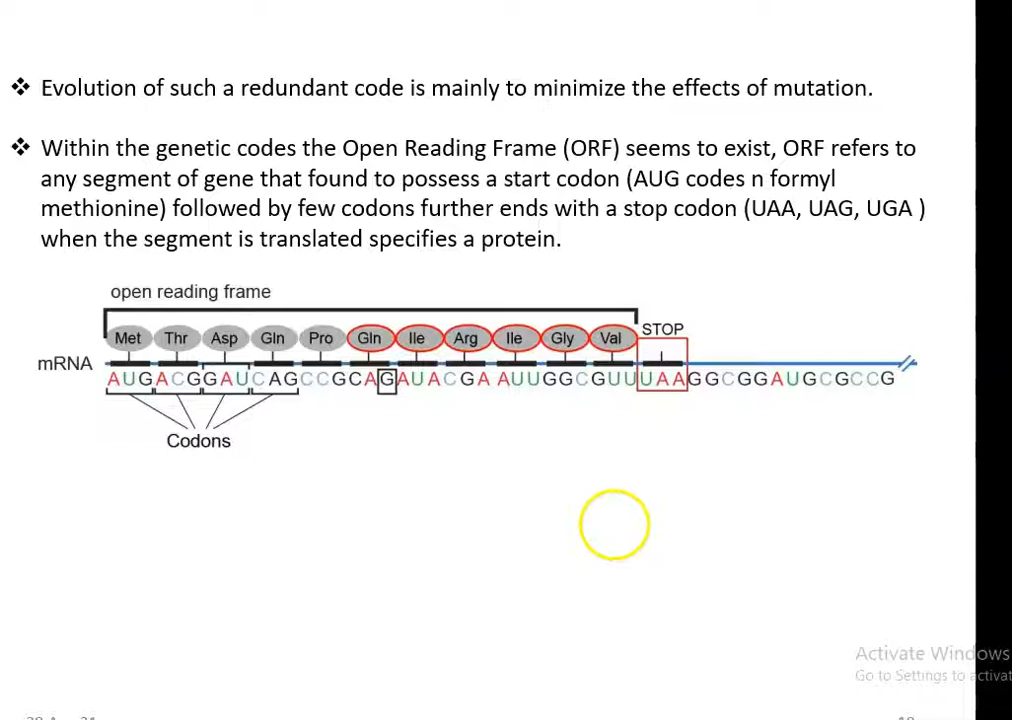 ❖ Evolution of such a redundant code is mainly to minimize the effects of mutation.
❖ Within the genetic codes the Open Reading Frame (ORF) seems to exist, ORF refers to
any segment of gene that found to possess a start codon (AUG codes n formyl
methionine) followed by few codons further ends with a stop codon (UAA, UAG, UGA )
when the segment is translated specifies a protein.
open reading frame
Met Thr Asp Gln Pro Gln Ile Arg Ile Gly Val STOP
mRNA
AUGACGGAUCAGCCGCAGAUACGA AUUGGCGUUUAAGGCGGAUGCGCCG
Codons
Activate Windows
Go to Settings to activat